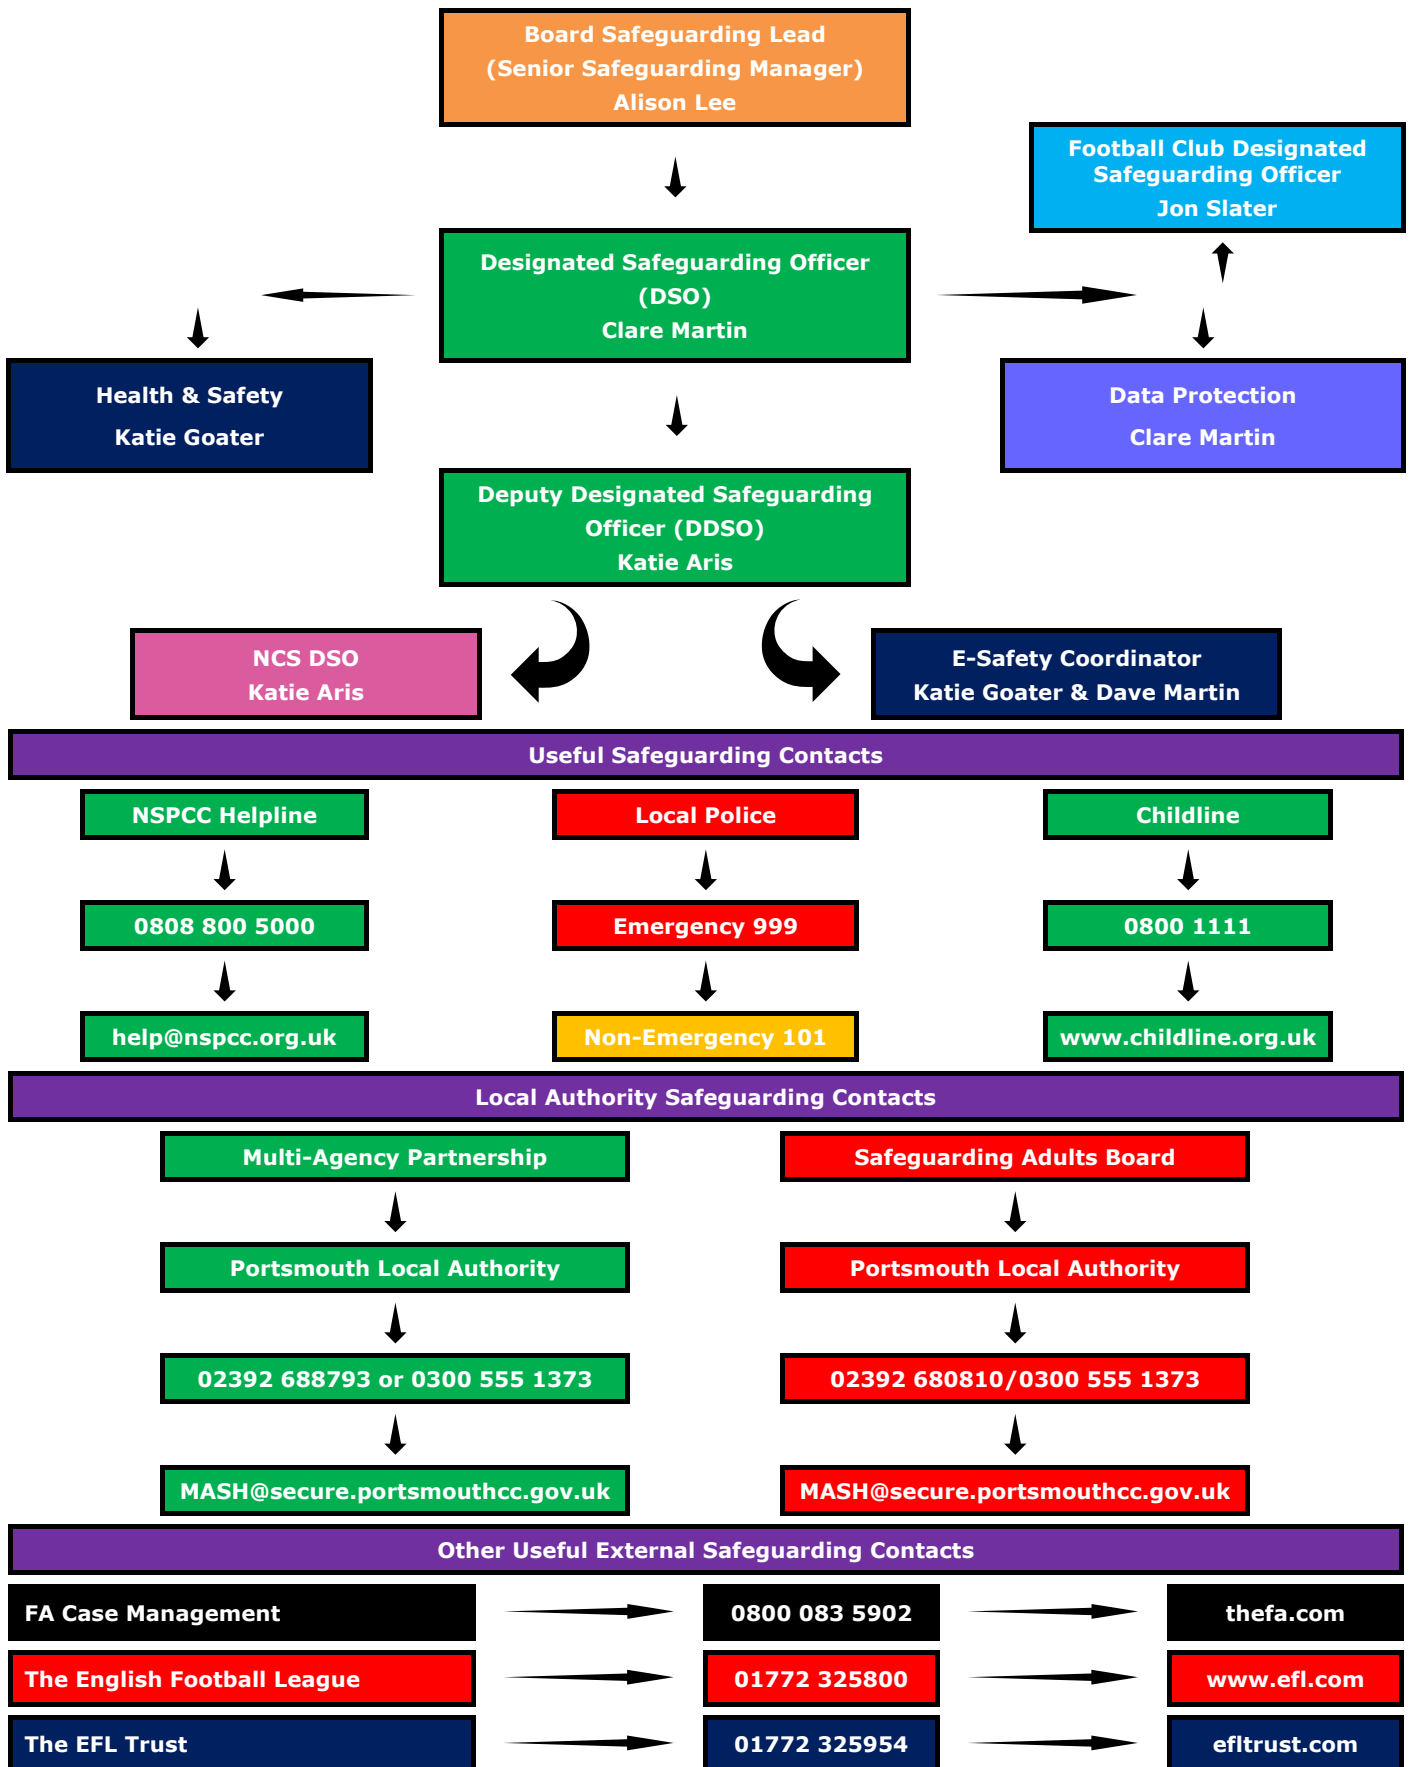 Board Safeguarding Lead
(Senior Safeguarding Manager)
Alison Lee
Football Club Designated
Safeguarding Officer
Jon Slater
Designated Safeguarding Officer
(DSO)
Clare Martin
Health & Safety
Katie Goater
Data Protection
Clare Martin
Deputy Designated Safeguarding
Officer (DDSO)
Katie Aris
NCS DSO
Katie Aris
E-Safety Coordinator
Katie Goater & Dave Martin
Useful Safeguarding Contacts
NSPCC Helpline
Local Police
Childline
0808 800 5000
Emergency 999
0800 1111
help@nspcc.org.uk
Non-Emergency 101
www.childline.org.uk
Local Authority Safeguarding Contacts
Multi-Agency Partnership
Safeguarding Adults Board
Portsmouth Local Authority
Portsmouth Local Authority
02392 688793 or 0300 555 1373
02392 680810/0300 555 1373
MASH@secure.portsmouthcc.gov.uk
MASH@secure.portsmouthcc.gov.uk
Other Useful External Safeguarding Contacts
FA Case Management
0800 083 5902
thefa.com
The English Football League
01772 325800
www.efl.com
The EFL Trust
01772 325954
efltrust.com